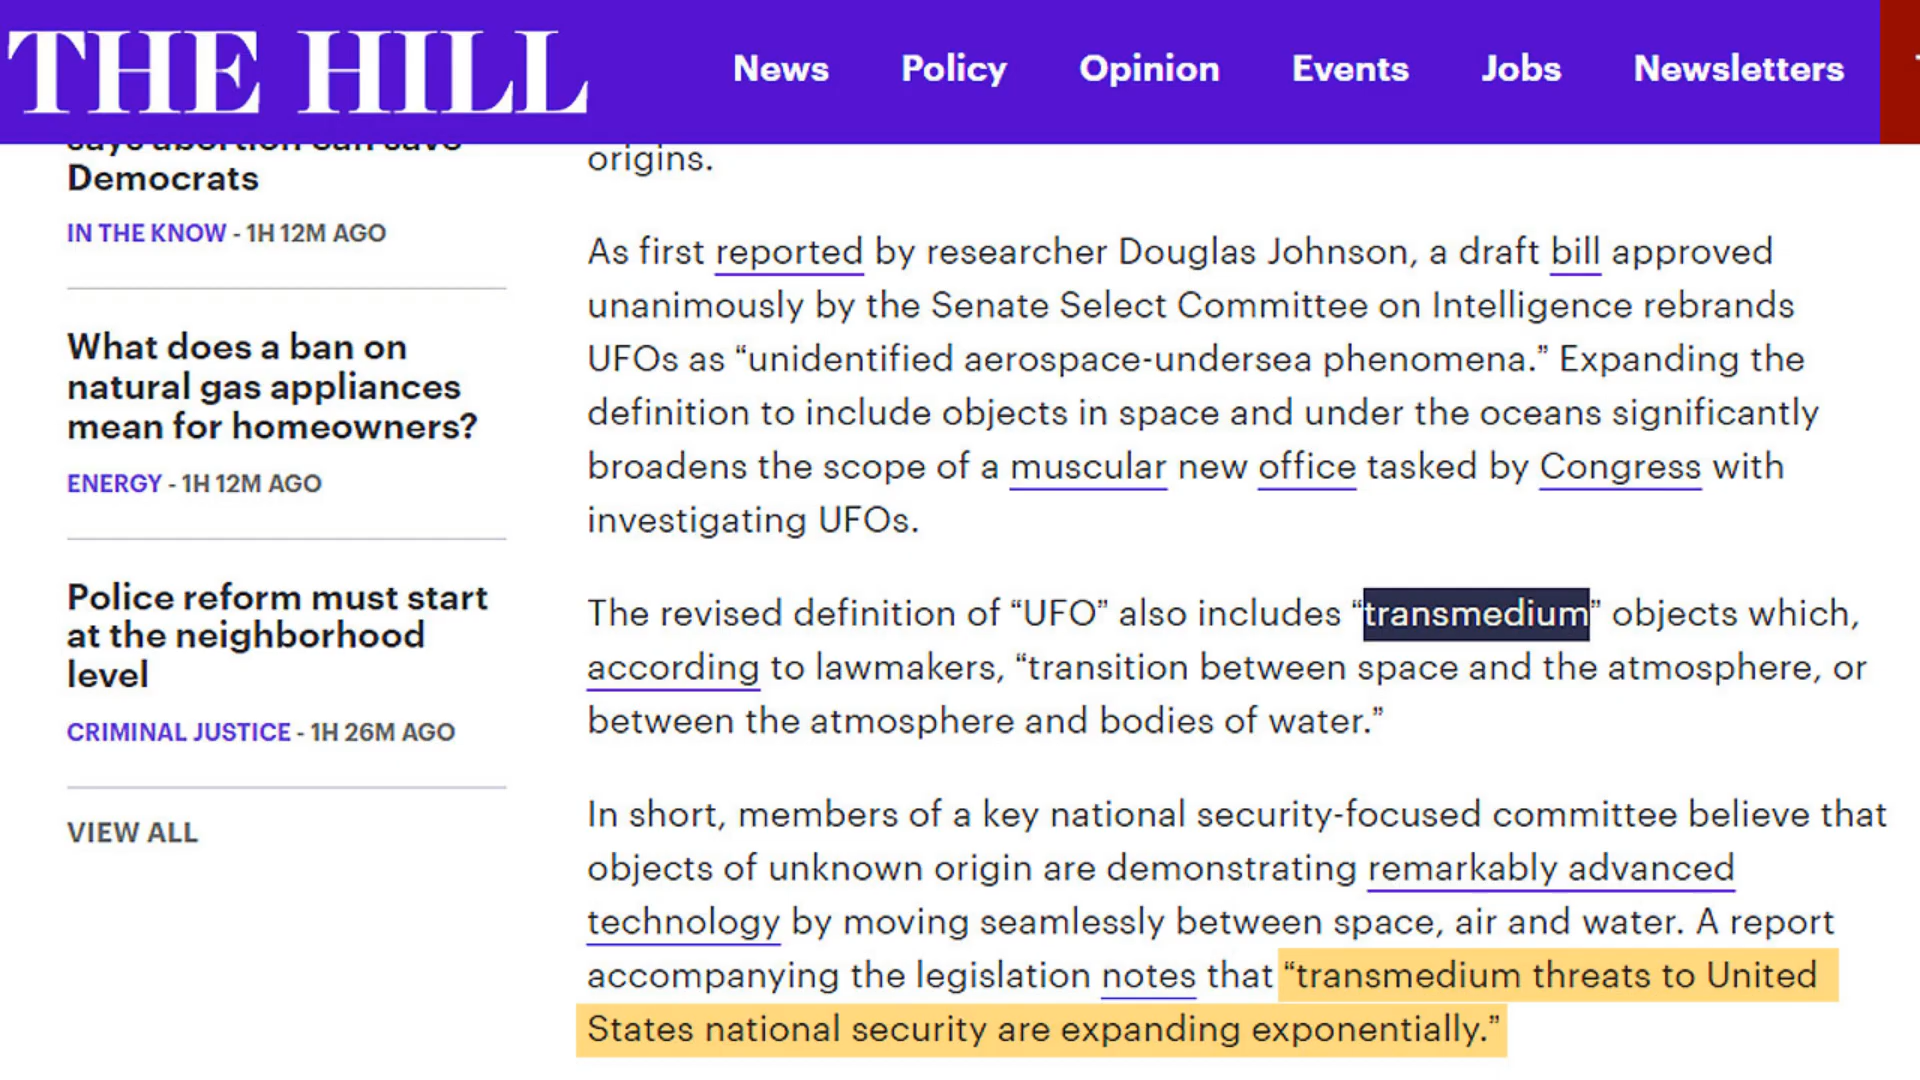 THE HILL
News
Policy
Opinion
Events
Jobs
Newsletters
says abortion can save
Democrats
IN THE KNOW - 1H 12M AGO
What does a ban on
natural gas appliances
mean for homeowners?
ENERGY - 1H 12M AGO
Police reform must start
at the neighborhood
level
CRIMINAL JUSTICE - 1H 26M AGO
VIEW ALL
origins.
As first reported by researcher Douglas Johnson, a draft bill approved
unanimously by the Senate Select Committee on Intelligence rebrands
UFOs as “unidentified aerospace-undersea phenomena.” Expanding the
definition to include objects in space and under the oceans significantly
broadens the scope of a muscular new office tasked by Congress with
investigating UFOs.
The revised definition of “UFO” also includes “transmedium” objects which,
according to lawmakers, “transition between space and the atmosphere, or
between the atmosphere and bodies of water.”
In short, members of a key national security-focused committee believe that
objects of unknown origin are demonstrating remarkably advanced
technology by moving seamlessly between space, air and water. A report
accompanying the legislation notes that “transmedium threats to United
States national security are expanding exponentially.”